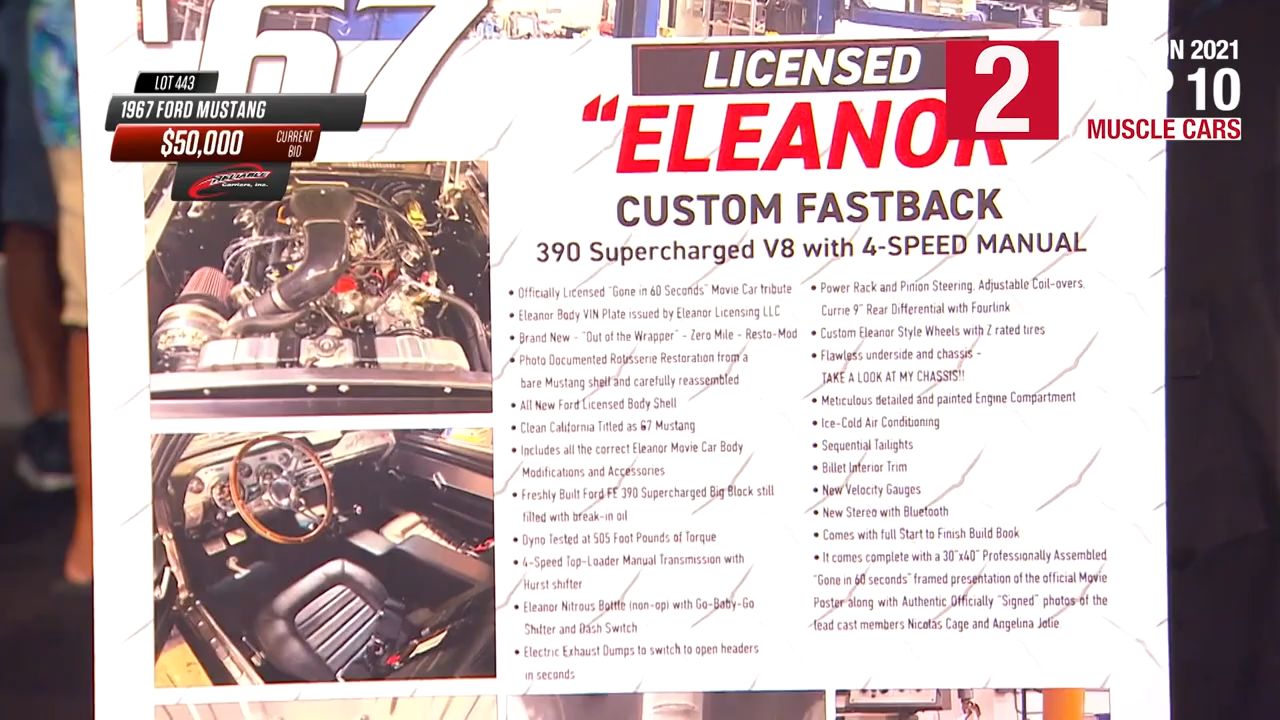 '67
LOT 443
1967 FORD MUSTANG
$50,000
CURRENT
BID
RELIABLE
Carriers, Inc.
LICENSED
2
ON 2021
P 10
MUSCLE CARS
"ELEANOR
CUSTOM FASTBACK
390 Supercharged V8 with 4-SPEED MANUAL
• Officially Licensed "Gone in 60 Seconds" Movie Car tribute
• Eleanor Body VIN Plate issued by Eleanor Licensing LLC
• Brand New - "Out of the Wrapper" - Zero Mile - Resto-Mod
• Photo Documented Rotisserie Restoration from a
bare Mustang shell and carefully reassembled
• All New Ford Licensed Body Shell
• Clean California Titled as 67 Mustang
• Includes all the correct Eleanor Movie Car Body
Modifications and Accessories
• Freshly Built Ford FE 390 Supercharged Big Block still
filled with break-in oil
• Dyno Tested at 505 Foot Pounds of Torque
• 4-Speed Top-Loader Manual Transmission with
Hurst shifter
• Eleanor Nitrous Bottle (non-op) with Go-Baby-Go
Shifter and Dash Switch
• Electric Exhaust Dumps to switch to open headers
in seconds
• Power Rack and Pinion Steering, Adjustable Coil-overs,
Currie 9" Rear Differential with Fourlink
• Custom Eleanor Style Wheels with Z rated tires
• Flawless underside and chassis -
TAKE A LOOK AT MY CHASSIS!!
• Meticulous detailed and painted Engine Compartment
• Ice-Cold Air Conditioning
• Sequential Tailights
• Billet Interior Trim
• New Velocity Gauges
• New Stereo with Bluetooth
• Comes with full Start to Finish Build Book
• It comes complete with a 30"x40" Professionally Assembled
"Gone in 60 seconds" framed presentation of the official Movie
Poster along with Authentic Officially "Signed" photos of the
lead cast members Nicolas Cage and Angelina Jolie